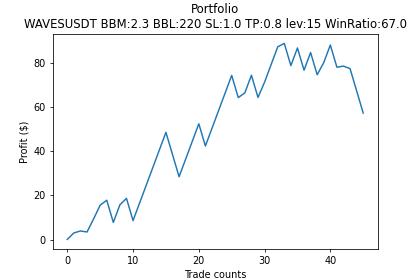 Portfolio
WAVESUSDT BBM:2.3 BBL:220 SL:1.0 TP:0.8 lev:15 WinRatio:67.0
Profit ($)
80
60
40
20
0
0 10 20 30 40
Trade counts